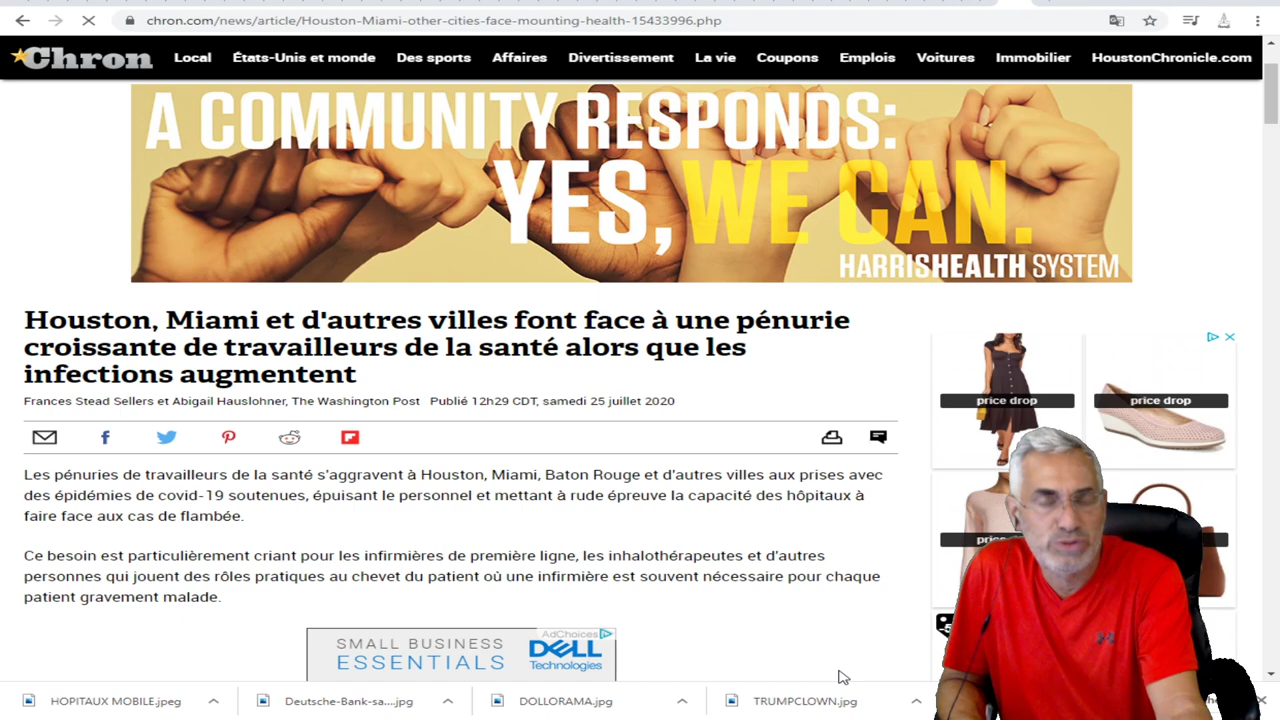 chron.com/news/article/Houston-Miami-other-cities-face-mounting-health-15433996.php
Chron Local États-Unis et monde Des sports Affaires Divertissement La vie Coupons Emplois Voitures Immobilier HoustonChronicle.com
A COMMUNITY RESPONDS:
YES, WE CAN.
HARRISHEALTH SYSTEM
Houston, Miami et d'autres villes font face à une pénurie
croissante de travailleurs de la santé alors que les
infections augmentent
Frances Stead Sellers et Abigail Hauslohner, The Washington Post Publié 12h29 CDT, samedi 25 juillet 2020
price drop
price drop
Les pénuries de travailleurs de la santé s'aggravent à Houston, Miami, Baton Rouge et d'autres villes aux prises avec
des épidémies de covid-19 soutenues, épuisant le personnel et mettant à rude épreuve la capacité des hôpitaux à
faire face aux cas de flambée.
Ce besoin est particulièrement criant pour les infirmières de première ligne, les inhalothérapeutes et d'autres
personnes qui jouent des rôles pratiques au chevet du patient où une infirmière est souvent nécessaire pour chaque
patient gravement malade.
SMALL BUSINESS
ESSENTIALS
AdChoices
DELL
Technologies
HOPITAUX MOBILE.jpeg Deutsche-Bank-sa....jpg DOLLORAMA.jpg TRUMPCLOWN.jpg